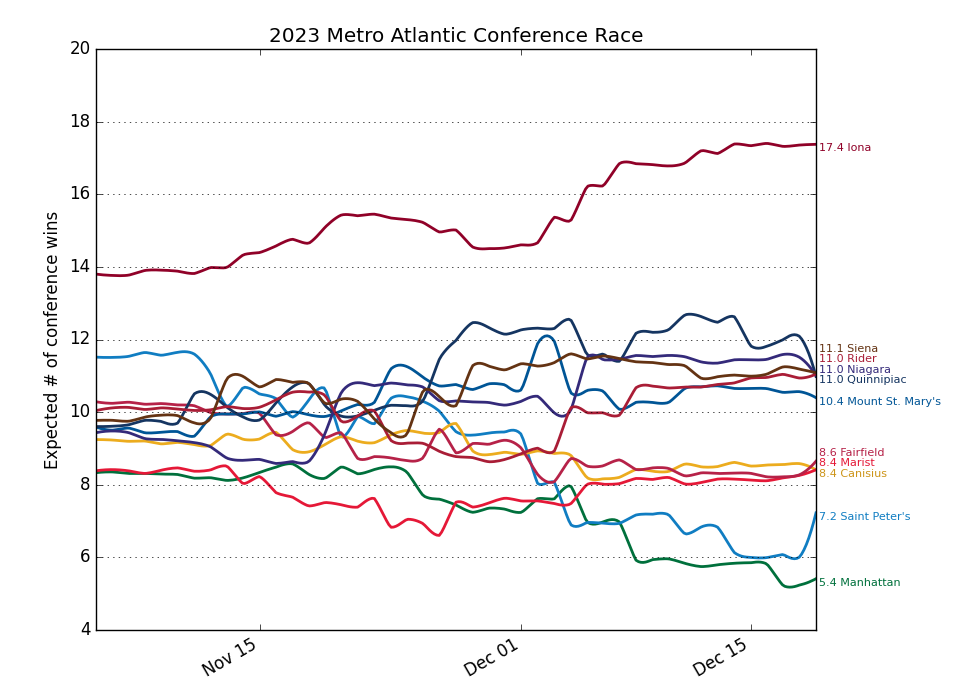 2023 Metro Atlantic Conference Race
Expected # of conference wins
20
18
16
14
12
10
8
6
4
Nov 15
Dec 01
Dec 15
17.4 Iona
11.1 Siena
11.0 Rider
11.0 Niagara
11.0 Quinnipiac
10.4 Mount St. Mary's
8.6 Fairfield
8.4 Marist
8.4 Canisius
7.2 Saint Peter's
5.4 Manhattan